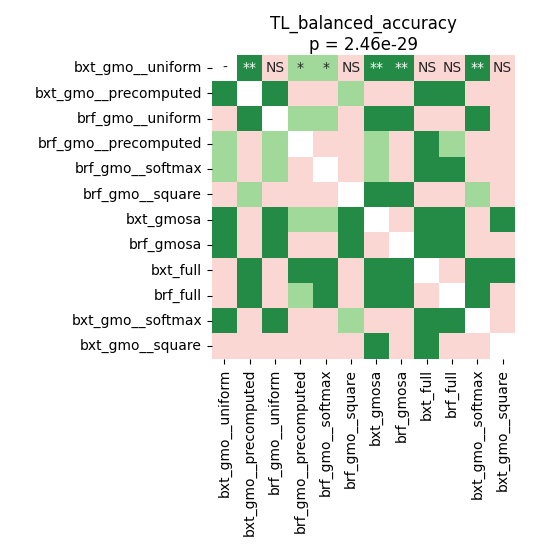 TL_balanced_accuracy
p = 2.46e-29
bxt_gmo__uniform - ** NS * * NS ** ** NS NS ** NS
bxt_gmo__precomputed
brf_gmo__uniform
brf_gmo__precomputed
brf_gmo__softmax
brf_gmo__square
bxt_gmosa
brf_gmosa
bxt_full
brf_full
bxt_gmo__softmax
bxt_gmo__square
bxt_gmo__uniform
bxt_gmo__precomputed
brf_gmo__uniform
brf_gmo__precomputed
brf_gmo__softmax
brf_gmo__square
bxt_gmosa
brf_gmosa
bxt_full
brf_full
bxt_gmo__softmax
bxt_gmo__square